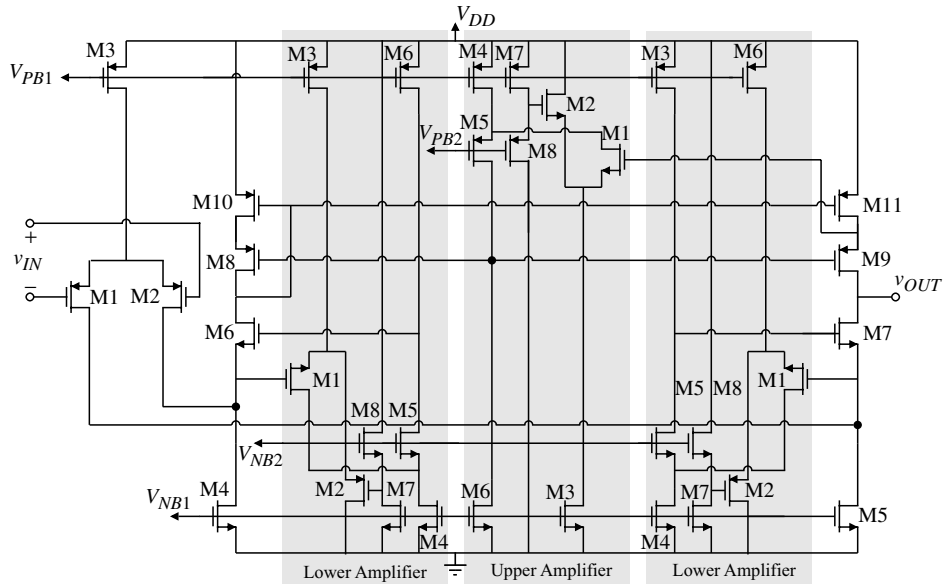 V_DD
M3 M3 M6 M4 M7 M3 M6
V_PB1
M2
M5 M1
V_PB2 M8
M10 M11
+
v_IN M8 M9
−
v_OUT
M1 M2
M6 M7
M1 M5 M8 M1
M8 M5
V_NB2
M2 M7 M6 M3 M7 M2
V_NB1 M4 M5
M4 M4
Lower Amplifier Upper Amplifier Lower Amplifier